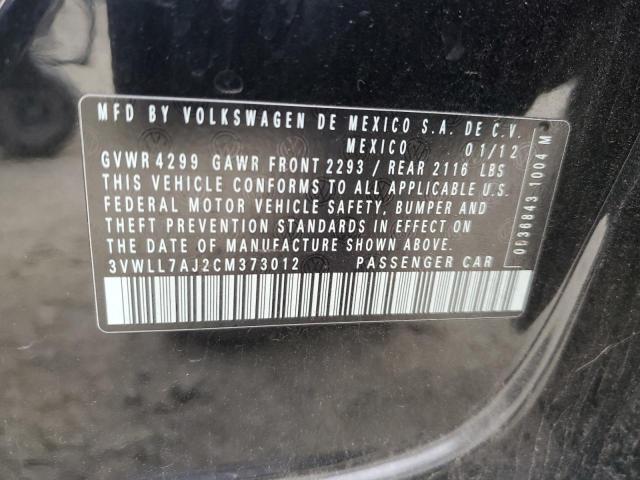 MFD BY VOLKSWAGEN DE MEXICO S.A. DE C.V.
MEXICO 01/12
GVWR 4299 GAWR FRONT 2293 / REAR 2116 LBS
THIS VEHICLE CONFORMS TO ALL APPLICABLE U.S.
FEDERAL MOTOR VEHICLE SAFETY, BUMPER AND
THEFT PREVENTION STANDARDS IN EFFECT ON
THE DATE OF MANUFACTURE SHOWN ABOVE.
3VWLL7AJ2CM373012 PASSENGER CAR
0036843 1004 M